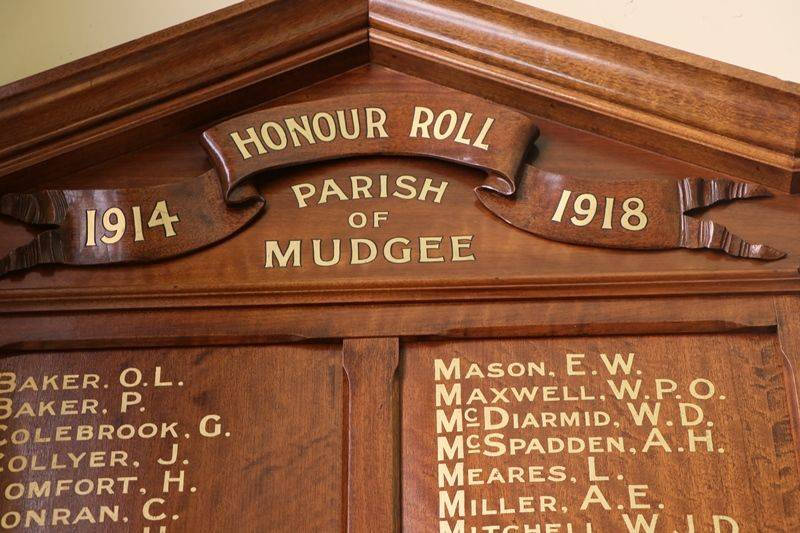 HONOUR ROLL
1914
1918
PARISH
OF
MUDGEE
BAKER. O.L.
BAKER, P.
COLEBROOK, G.
COLLYER, J.
COMFORT, H.
CONRAN, C.
MASON, E.W.
MAXWELL, W.P.O.
MCDIARMID, W.D.
MCSPADDEN, A.H.
MEARES, L.
MILLER, A.E.
MITCHELL, W.J.D.